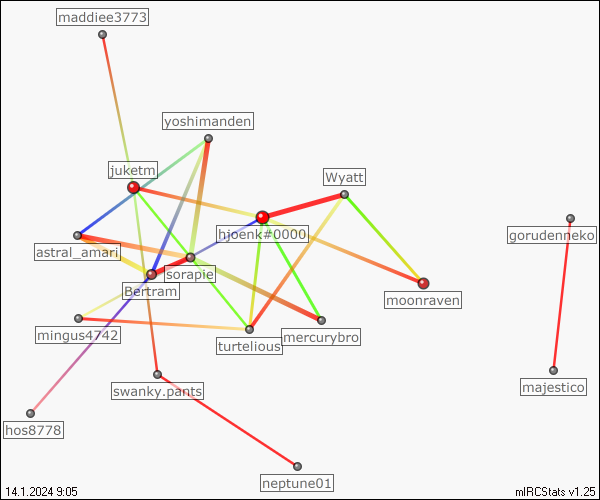 maddiee3773
yoshimanden
juketm
Wyatt
bjoenk#0000
gorudenneko
astral_amari
sorapie
Bertram
moonraven
mingus4742
turtelious
mercurybro
swanky.pants
majestico
hos8778
neptune01
14.1.2024 9:05
mIRCStats v1.25